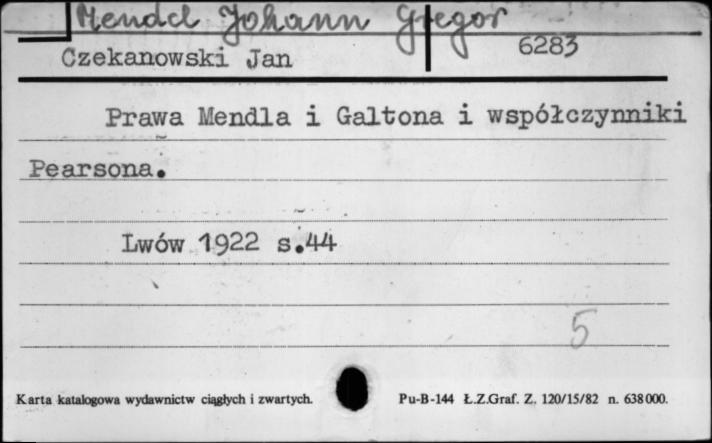 Mendel Johann Gregor
Czekanowski Jan 6283
Prawa Mendla i Galtona i współczynniki
Pearsona.
Lwów 1922 s.44
5
Karta katalogowa wydawnictw ciągłych i zwartych. Pu-B-144 Ł.Z.Graf. Z. 120/15/82 n. 638000.